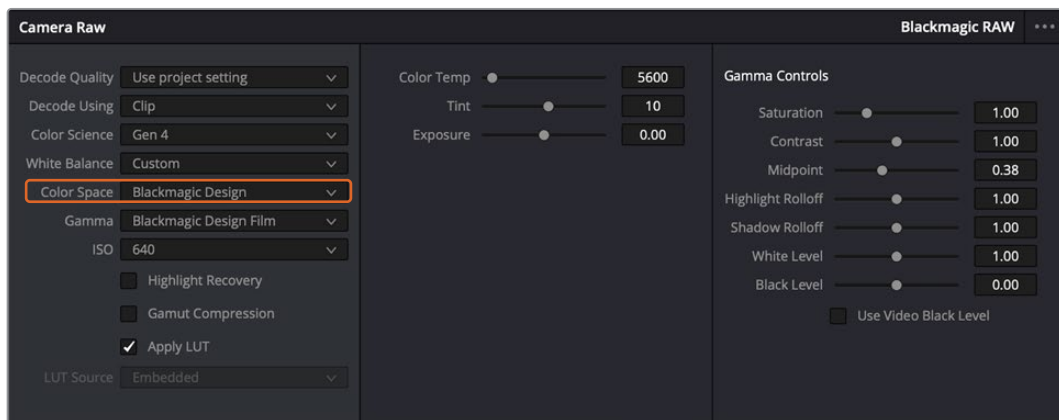 Camera Raw
Blackmagic RAW
Decode Quality Use project setting
Decode Using Clip
Color Science Gen 4
White Balance Custom
Color Space Blackmagic Design
Gamma Blackmagic Design Film
ISO 640
Highlight Recovery
Gamut Compression
Apply LUT
LUT Source Embedded
Color Temp 5600
Tint 10
Exposure 0.00
Gamma Controls
Saturation 1.00
Contrast 1.00
Midpoint 0.38
Highlight Rolloff 1.00
Shadow Rolloff 1.00
White Level 1.00
Black Level 0.00
Use Video Black Level